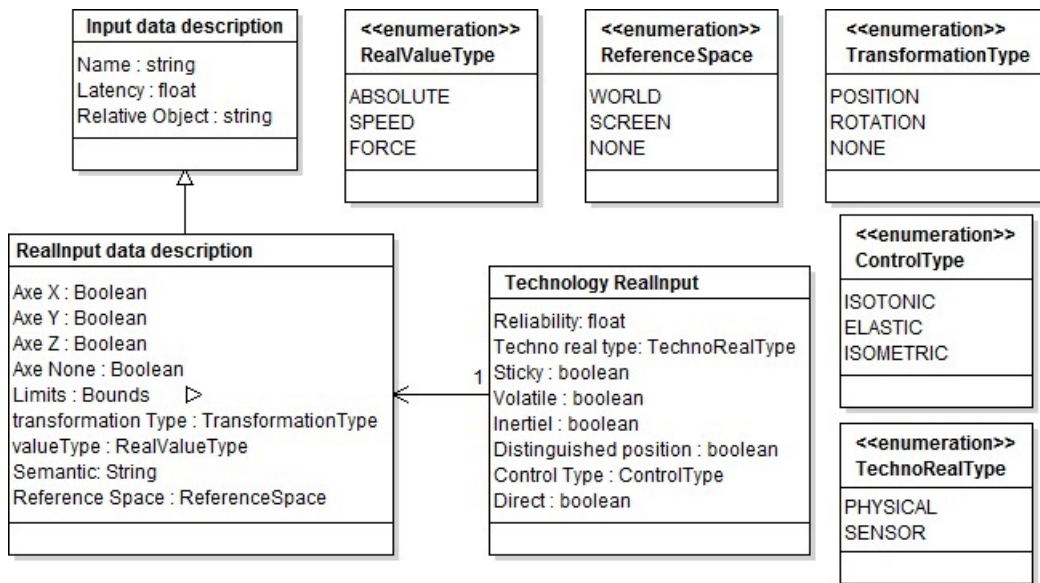 Input data description
Name : string
Latency : float
Relative Object : string
<<enumeration>>
RealValueType
ABSOLUTE
SPEED
FORCE
<<enumeration>>
ReferenceSpace
WORLD
SCREEN
NONE
<<enumeration>>
TransformationType
POSITION
ROTATION
NONE
RealInput data description
Axe X : Boolean
Axe Y : Boolean
Axe Z : Boolean
Axe None : Boolean
Limits : Bounds
transformation Type : TransformationType
valueType : RealValueType
Semantic: String
Reference Space : ReferenceSpace
1
Technology RealInput
Reliability: float
Techno real type: TechnoRealType
Sticky : boolean
Volatile : boolean
Inertiel : boolean
Distinguished position : boolean
Control Type : ControlType
Direct : boolean
<<enumeration>>
ControlType
ISOTONIC
ELASTIC
ISOMETRIC
<<enumeration>>
TechnoRealType
PHYSICAL
SENSOR